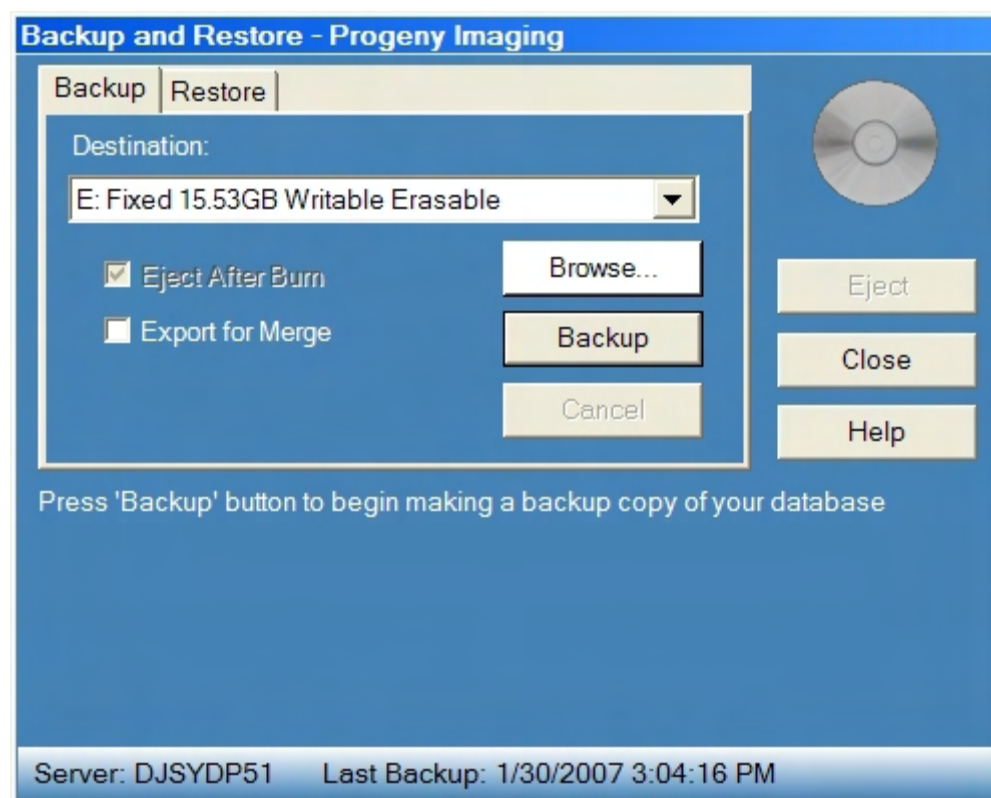 Backup and Restore - Progeny Imaging
Backup Restore
Destination:
E: Fixed 15.53GB Writable Erasable
Eject After Burn
Browse...
Eject
Export for Merge
Backup
Close
Cancel
Help
Press 'Backup' button to begin making a backup copy of your database
Server: DJSYDP51 Last Backup: 1/30/2007 3:04:16 PM